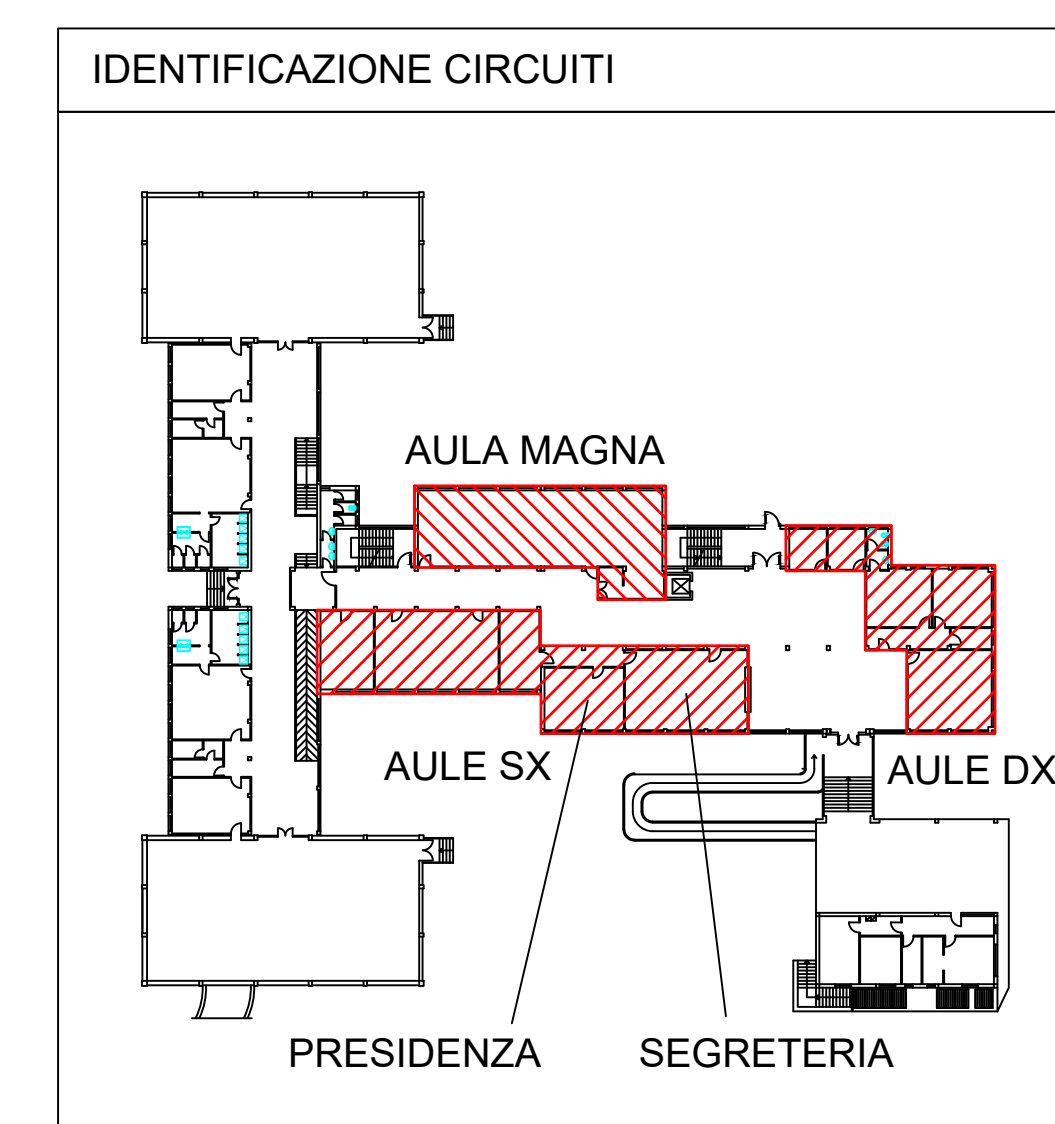 IDENTIFICAZIONE CIRCUITI
AULA MAGNA
AULE SX
AULE DX
PRESIDENZA
SEGRETERIA